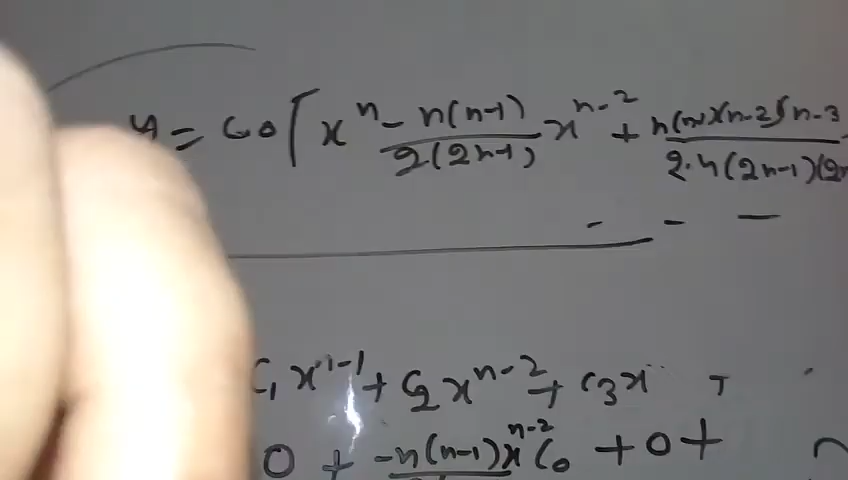 y = C0 [ x^n - n(n-1)/2(2n-1) x^n-2 + n(n-1)(n-2)(n-3/2.4(2n-1)(2n
- - -
C1 x^n-1 + C2 x^n-2 + C3 x +
0 + -n(n-1) x^n-2 C0 + 0 +